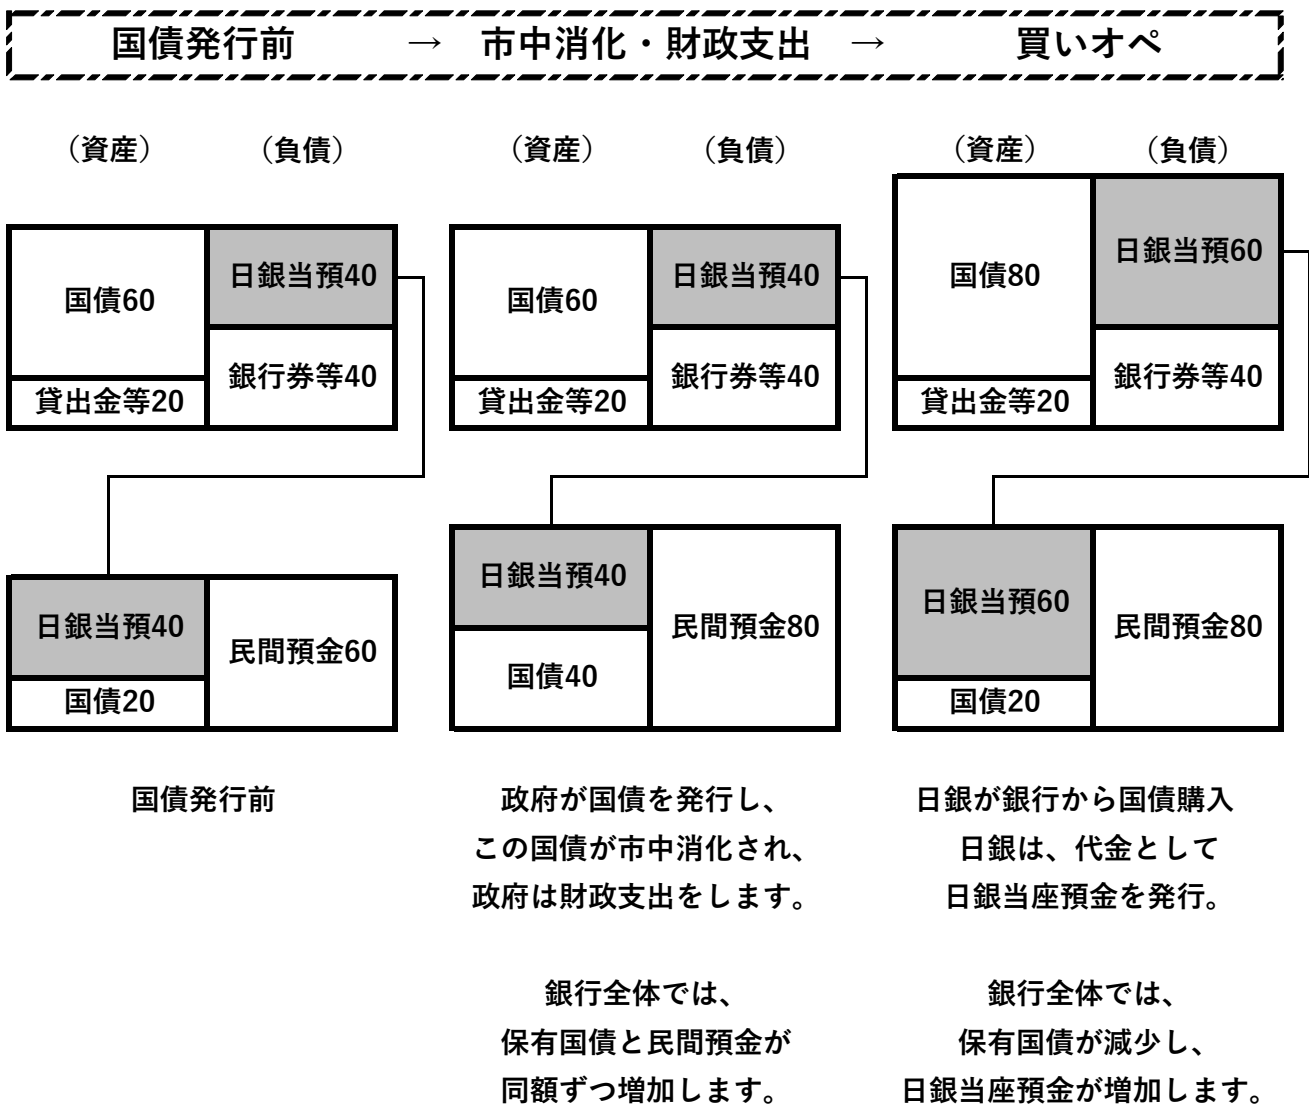 国債発行前 → 市中消化・財政支出 → 買いオペ
（資産） （負債） （資産） （負債） （資産） （負債）
国債60
日銀当預40
貸出金等20
銀行券等40
国債60
日銀当預40
貸出金等20
銀行券等40
国債80
日銀当預60
貸出金等20
銀行券等40
日銀当預40
国債20
民間預金60
日銀当預40
国債40
民間預金80
日銀当預60
国債20
民間預金80
国債発行前
政府が国債を発行し、
この国債が市中消化され、
政府は財政支出をします。
銀行全体では、
保有国債と民間預金が
同額ずつ増加します。
日銀が銀行から国債購入
日銀は、代金として
日銀当座預金を発行。
銀行全体では、
保有国債が減少し、
日銀当座預金が増加します。